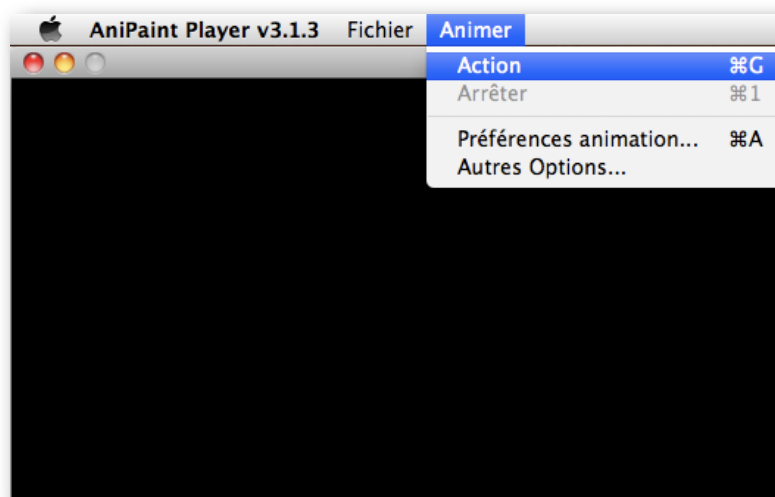 AniPaint Player v3.1.3 Fichier Animer
Action ⌘G
Arrêter ⌘1
Préférences animation... ⌘A
Autres Options...